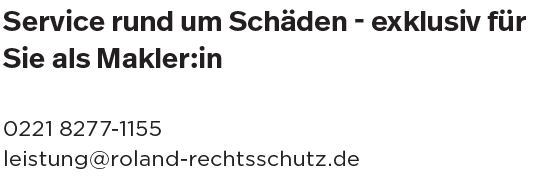 Service rund um Schäden - exklusiv für
Sie als Makler:in
0221 8277-1155
leistung@roland-rechtsschutz.de